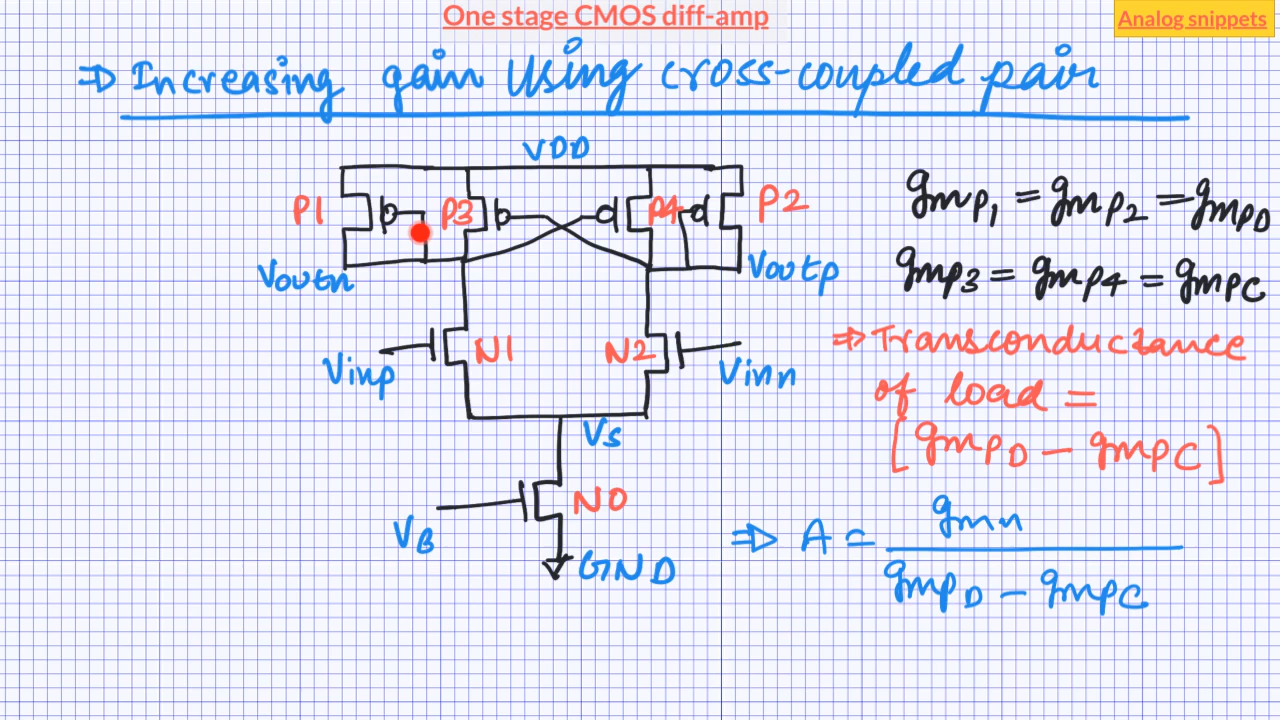 One stage CMOS diff-amp
Analog snippets
⇒ Increasing gain Using cross-coupled pair
VDD
P1 P3 P4 P2
Voutn Voutp
Vinp N1 N2 Vinn
Vs
VB N0
GND
gmP1 = gmP2 = gmPD
gmP3 = gmP4 = gmPC
⇒ Transconductance
of load =
[gmPD - gmPC]
⇒ A = gmn
gmPD - gmPC